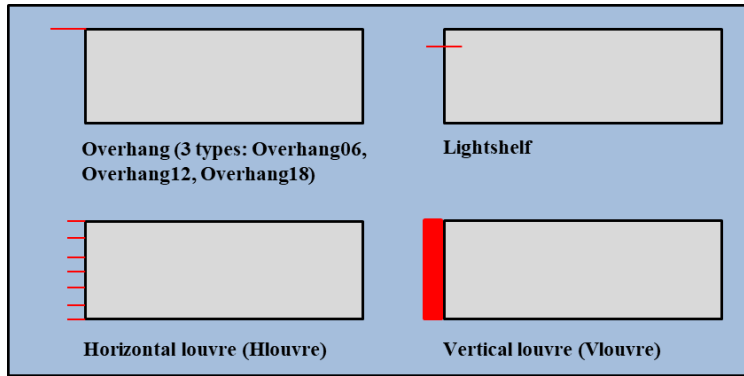 Overhang (3 types: Overhang06,
Overhang12, Overhang18)
Lightshelf
Horizontal louvre (Hlouvre)
Vertical louvre (Vlouvre)